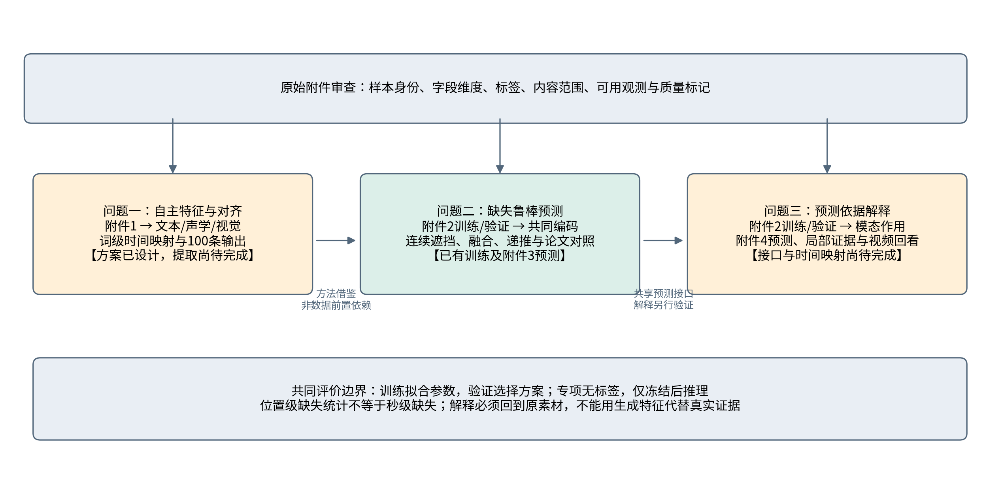 原始附件审查：样本身份、字段维度、标签、内容范围、可用观测与质量标记
问题一：自主特征与对齐
附件1 → 文本/声学/视觉
词级时间映射与100条输出
【方案已设计，提取尚待完成】
问题二：缺失鲁棒预测
附件2训练/验证 → 共同编码
连续遮挡、融合、递推与论文对照
【已有训练及附件3预测】
问题三：预测依据解释
附件2训练/验证 → 模态作用
附件4预测、局部证据与视频回看
【接口与时间映射尚待完成】
方法借鉴
非数据前置依赖
共享预测接口
解释另行验证
共同评价边界：训练拟合参数，验证选择方案；专项无标签，仅冻结后推理
位置级缺失统计不等于秒级缺失；解释必须回到原素材，不能用生成特征代替真实证据